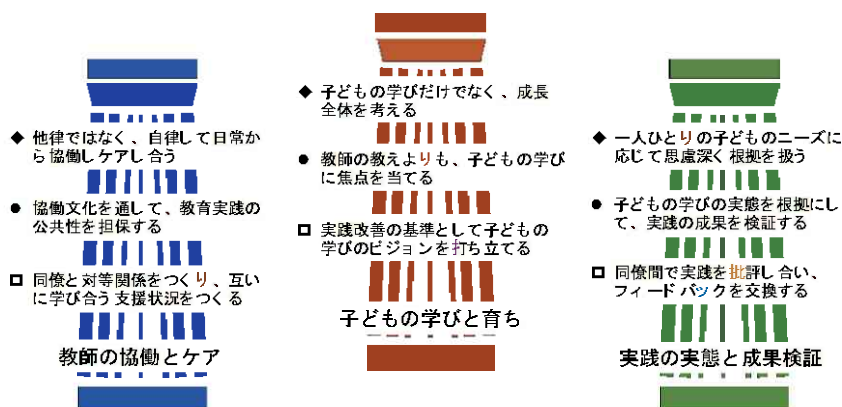 ◆ 他律ではなく、自律して日常か
ら協働しケアし合う
● 協働文化を通して、教育実践の
公共性を担保する
□ 同僚と対等関係をつくり、互い
に学び合う支援状況をつくる
教師の協働とケア
◆ 子どもの学びだけでなく、成長
全体を考える
● 教師の教えよりも、子どもの学び
に焦点を当てる
□ 実践改善の基準として子どもの
学びのビジョンを打ち立てる
子どもの学びと育ち
◆ 一人ひとりの子どものニーズに
応じて思慮深く根拠を扱う
● 子どもの学びの実態を根拠にし
て、実践の成果を検証する
□ 同僚間で実践を批評し合い、
フィードバックを交換する
実践の実態と成果検証